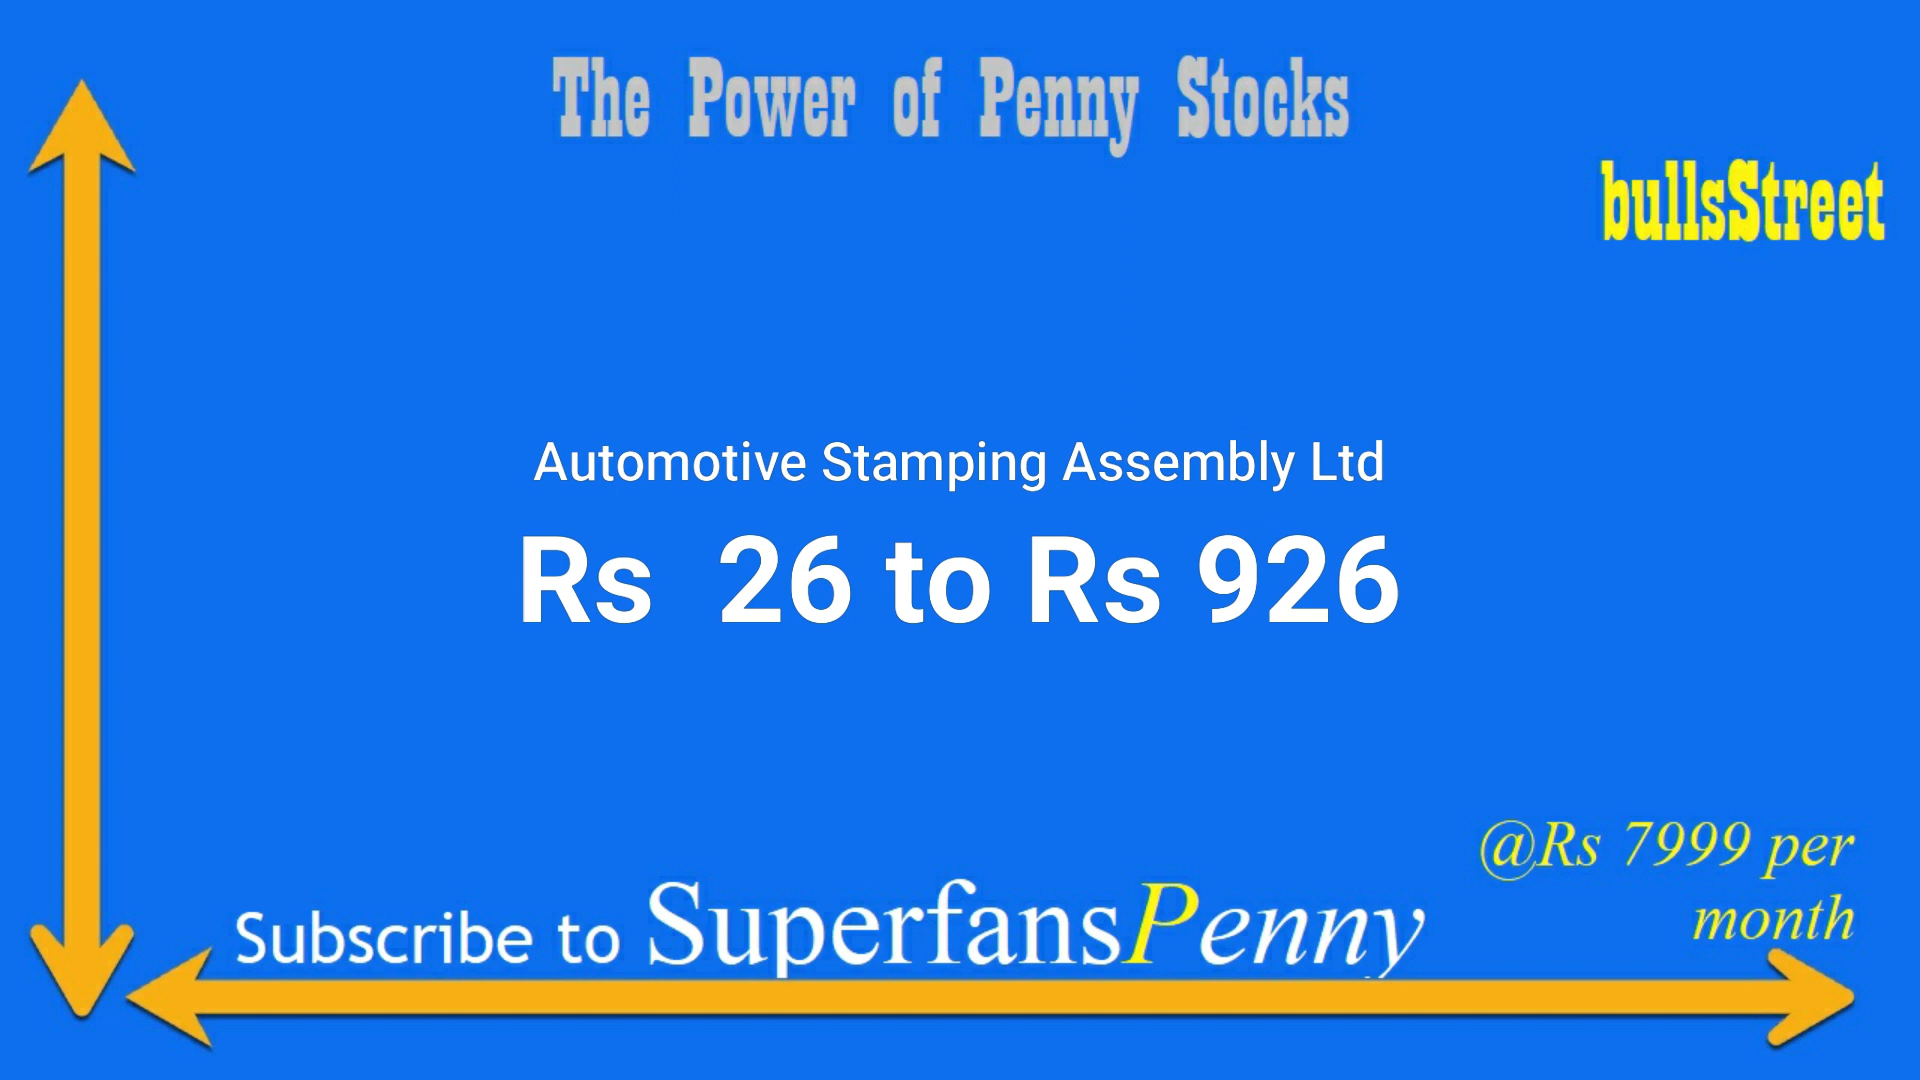 The Power of Penny Stocks
bullsStreet
Automotive Stamping Assembly Ltd
Rs  26 to Rs 926
@Rs 7999 per
month
Subscribe to SuperfansPenny